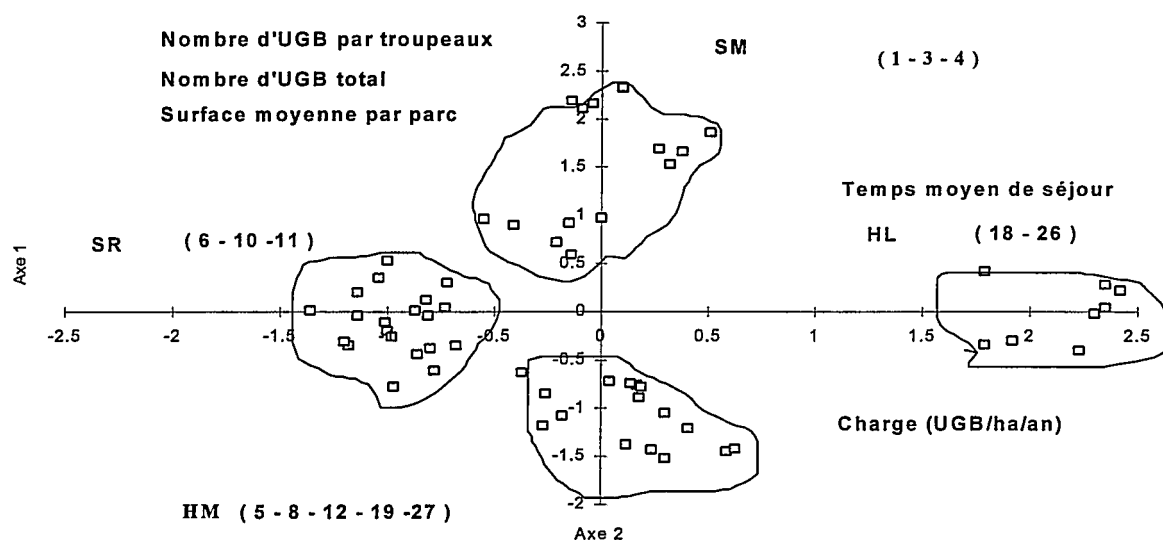 Nombre d'UGB par troupeaux
Nombre d'UGB total
Surface moyenne par parc
SM
(1 - 3 - 4)
3
2.5
2
1.5
1
0.5
0
-0.5
-1
-1.5
-2
Temps moyen de séjour
HL (18 - 26)
SR (6 - 10 -11)
Axe 1
-2.5 -2 -1.5 -1 -0.5 0 0.5 1 1.5 2 2.5
Charge (UGB/ha/an)
HM (5 - 8 - 12 - 19 -27)
Axe 2